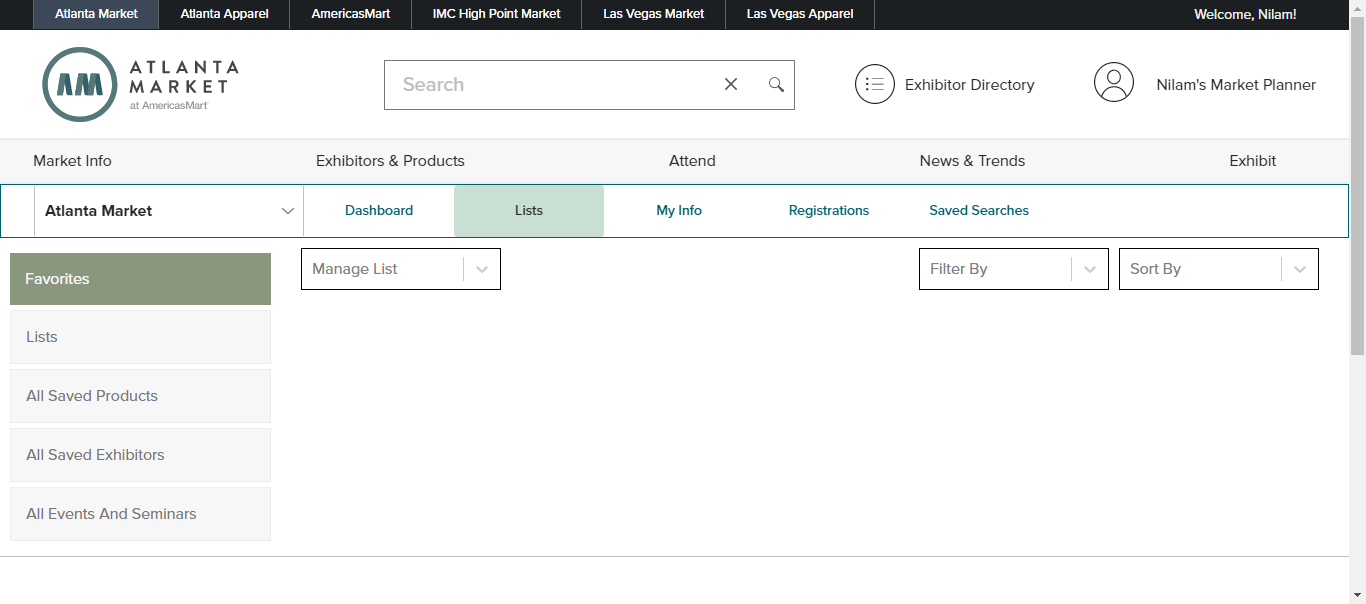 Atlanta Market Atlanta Apparel AmericasMart IMC High Point Market Las Vegas Market Las Vegas Apparel Welcome, Nilam!
AM ATLANTA
MARKET
at AmericasMart
Search Exhibitor Directory Nilam's Market Planner
Market Info Exhibitors & Products Attend News & Trends Exhibit
Atlanta Market Dashboard Lists My Info Registrations Saved Searches
Favorites Manage List Filter By Sort By
Lists
All Saved Products
All Saved Exhibitors
All Events And Seminars